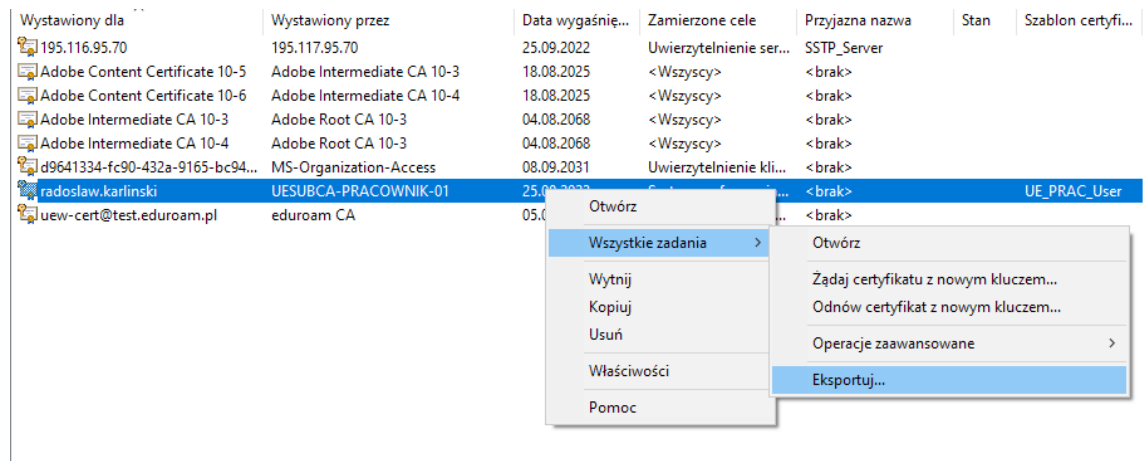 Wystawiony dla Wystawiony przez Data wygaśnię... Zamierzone cele Przyjazna nazwa Stan Szablon certyfi...
195.116.95.70 195.117.95.70 25.09.2022 Uwierzytelnienie ser... SSTP_Server
Adobe Content Certificate 10-5 Adobe Intermediate CA 10-3 18.08.2025 <Wszyscy> <brak>
Adobe Content Certificate 10-6 Adobe Intermediate CA 10-4 18.08.2025 <Wszyscy> <brak>
Adobe Intermediate CA 10-3 Adobe Root CA 10-3 04.08.2068 <Wszyscy> <brak>
Adobe Intermediate CA 10-4 Adobe Root CA 10-3 04.08.2068 <Wszyscy> <brak>
d9641334-fc90-432a-9165-bc94... MS-Organization-Access 08.09.2031 Uwierzytelnienie kli... <brak>
radoslaw.karlinski UESUBCA-PRACOWNIK-01 <brak> UE_PRAC_User
uew-cert@test.eduroam.pl eduroam CA 05.0 ... <brak>
Otwórz
Wszystkie zadania >
Wytnij
Kopiuj
Usuń
Właściwości
Pomoc
Otwórz
Żądaj certyfikatu z nowym kluczem...
Odnów certyfikat z nowym kluczem...
Operacje zaawansowane >
Eksportuj...